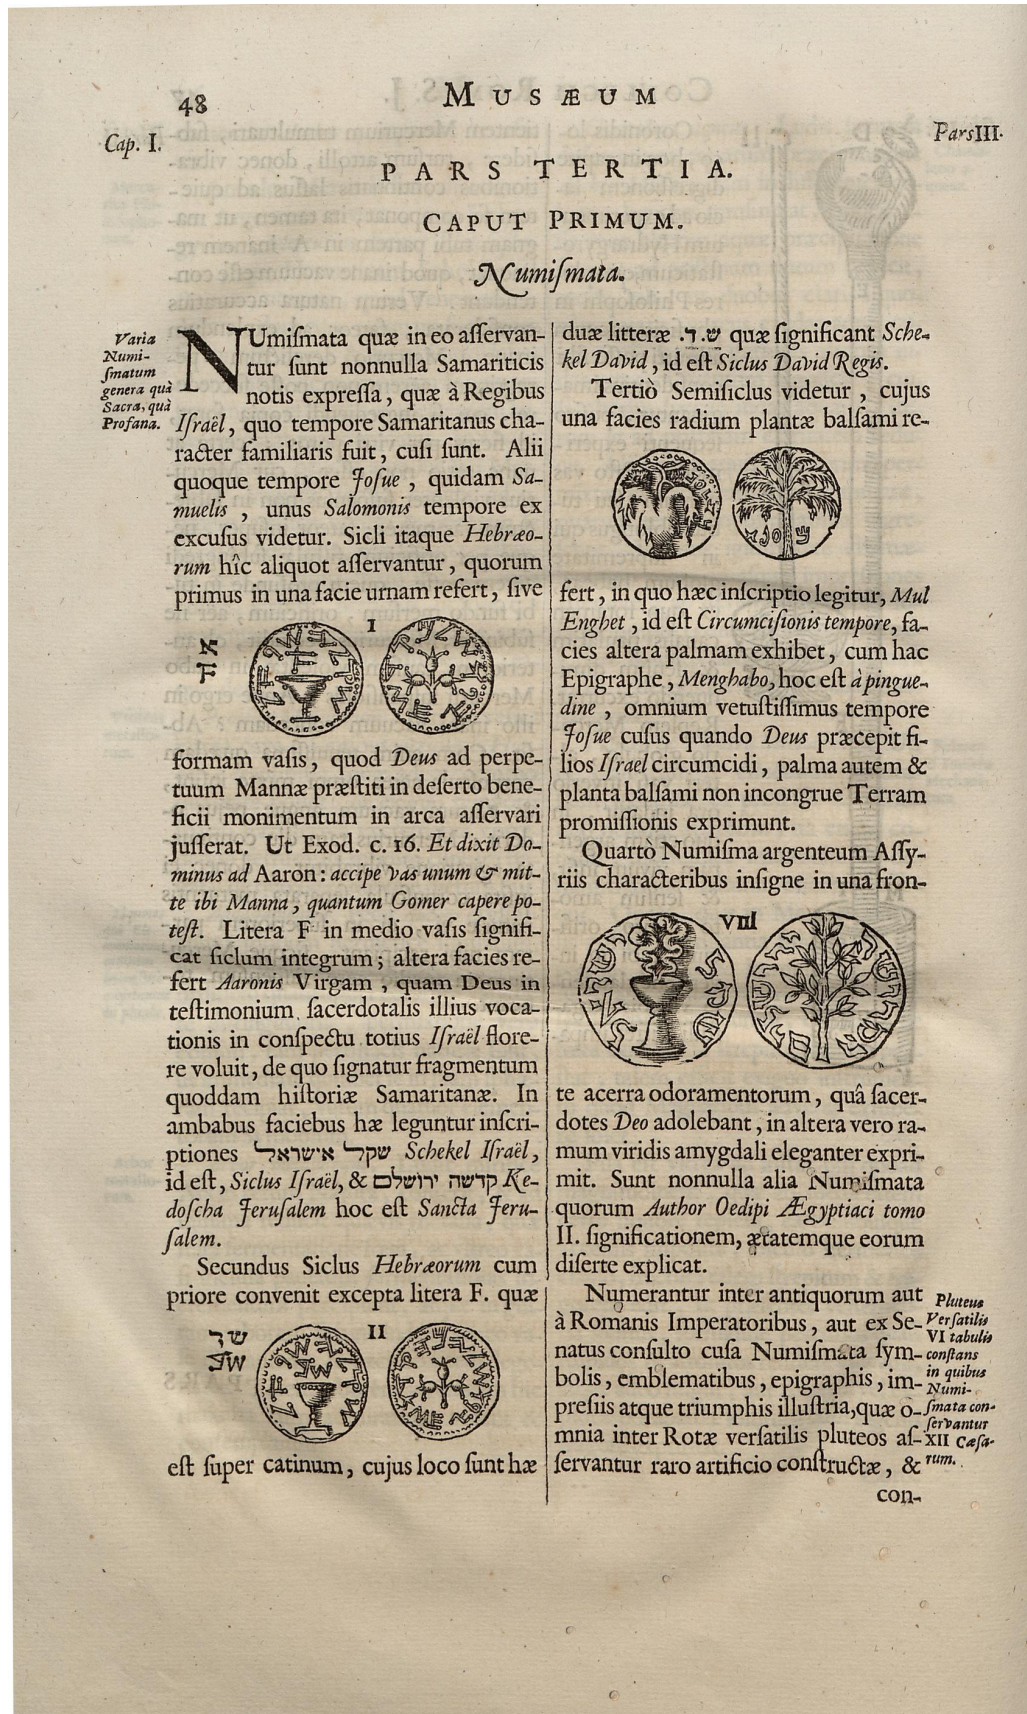 48
MUSÆUM
Cap. I.
Pars III.
PARS TERTIA.
CAPUT PRIMUM.
Numiſmata.
Varia
Numi-
ſmatum
genera quà
Sacra, quà
Profana.
NUmiſmata quæ in eo aſſervan-
tur ſunt nonnulla Samariticis
notis expreſſa, quæ à Regibus
Iſraël, quo tempore Samaritanus cha-
racter familiaris fuit, cuſi ſunt. Alii
quoque tempore Joſue, quidam Sa-
muelis, unus Salomonis tempore ex
excuſus videtur. Sicli itaque Hebræo-
rum hîc aliquot aſſervantur, quorum
primus in una facie urnam refert, ſive
I
formam vaſis, quod Deus ad perpe-
tuum Mannæ præſtiti in deſerto bene-
ficii monimentum in arca aſſervari
juſſerat. Ut Exod. c. 16. Et dixit Do-
minus ad Aaron: accipe vas unum & mit-
te ibi Manna, quantum Gomer capere po-
teſt. Litera F in medio vaſis ſignifi-
cat ſiclum integrum; altera facies re-
fert Aaronis Virgam, quam Deus in
teſtimonium ſacerdotalis illius voca-
tionis in conſpectu totius Iſraël flore-
re voluit, de quo ſignatur fragmentum
quoddam hiſtoriæ Samaritanæ. In
ambabus faciebus hæ leguntur inſcri-
ptiones שקל אישראל Schekel Iſraël,
id eſt, Siclus Iſraël, & קדשה ירושלם Ke-
doſcha Jeruſalem hoc eſt Sancta Jeru-
ſalem.
Secundus Siclus Hebræorum cum
priore convenit excepta litera F. quæ
שד
II
eſt ſuper catinum, cujus loco ſunt hæ
duæ litteræ .ש.ד quæ ſignificant Sche-
kel David, id eſt Siclus David Regis.
Tertiò Semiſiclus videtur, cujus
una facies radium plantæ balſami re-
fert, in quo hæc inſcriptio legitur, Mul
Enghet, id eſt Circumciſionis tempore, fa-
cies altera palmam exhibet, cum hac
Epigraphe, Menghabo, hoc eſt à pingue-
dine, omnium vetuſtiſſimus tempore
Joſue cuſus quando Deus præcepit fi-
lios Iſrael circumcidi, palma autem &
planta balſami non incongrue Terram
promiſſionis exprimunt.
Quartò Numiſma argenteum Aſſy-
riis characteribus inſigne in una fron-
VIII
te acerra odoramentorum, quâ ſacer-
dotes Deo adolebant, in altera vero ra-
mum viridis amygdali eleganter expri-
mit. Sunt nonnulla alia Numiſmata
quorum Author Oedipi Ægyptiaci tomo
II. ſignificationem, ætatemque eorum
diſerte explicat.
Numerantur inter antiquorum aut
à Romanis Imperatoribus, aut ex Se-
natus conſulto cuſa Numiſmata ſym-
bolis, emblematibus, epigraphis, im-
preſiis atque triumphis illuſtria, quæ o-
mnia inter Rotæ verſatilis pluteos aſ-
ſervantur raro artificio conſtructæ, &
con-
Pluteus
Verſatilis
VI tabulis
conſtans
in quibus
Numi-
ſmata con-
ſervantur
XII Cæſa-
rum.